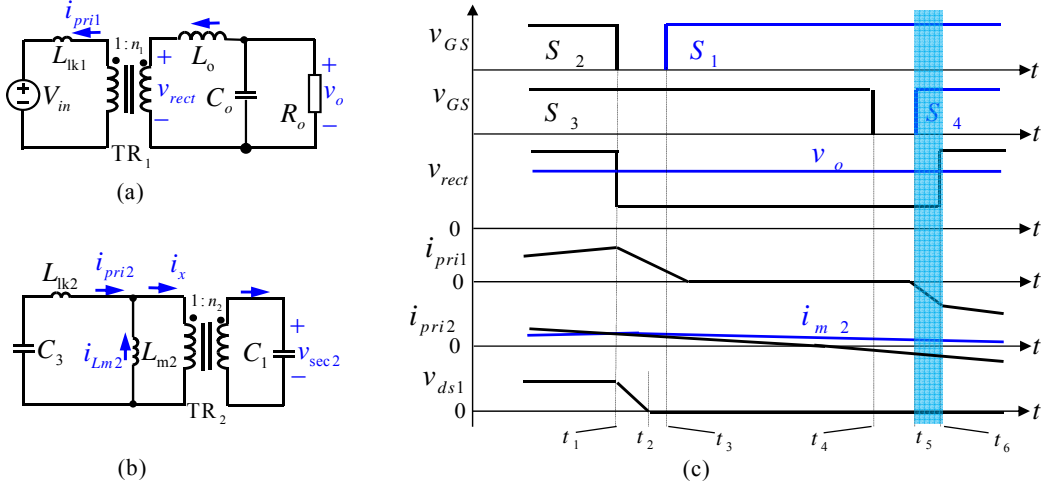 i_pri1
L_lk1
V_in
1:n_1
TR_1
v_rect
L_o
C_o
R_o
v_o
(a)
L_lk2
i_pri2
i_x
C_3
i_Lm2
L_m2
1:n_2
TR_2
C_1
v_sec2
(b)
v_GS
S_2
S_1
t
v_GS
S_3
S_4
t
v_rect
v_o
0
t
i_pri1
0
t
i_pri2
i_m2
0
t
v_ds1
0
t
t_1
t_2
t_3
t_4
t_5
t_6
(c)